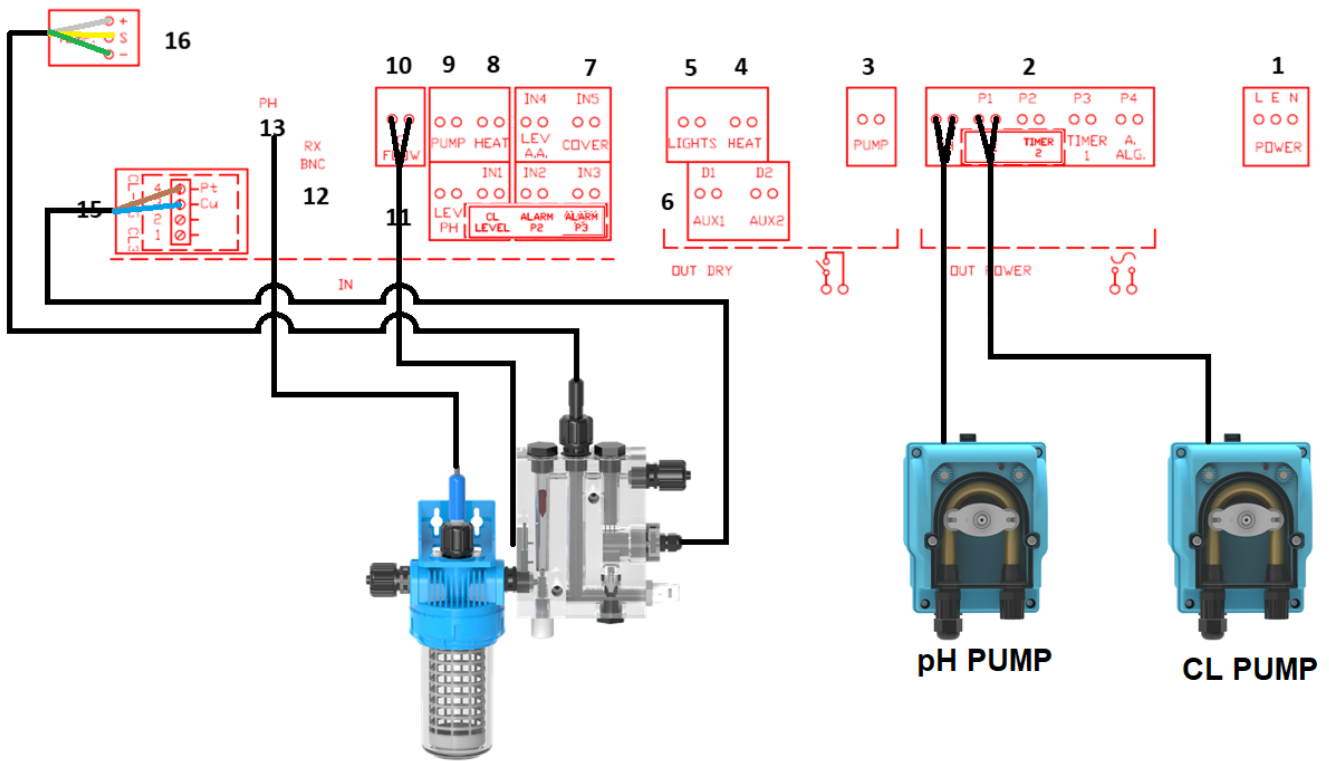 16
+
S
-
10
9
8
7
5
4
3
2
1
PH
13
RX
BNC
12
FLOW
PUMP
HEAT
IN4
LEV
A.A.
IN5
COVER
LIGHTS
HEAT
PUMP
P1
P2
P3
P4
TIMER
2
TIMER
1
A.
ALG.
L E N
POWER
15
4
Pt
Cu
2
1
CL3
11
IN1
IN2
IN3
LEV
PH
CL
LEVEL
ALARM
P2
ALARM
P3
6
D1
D2
AUX1
AUX2
IN
OUT DRY
OUT POWER
pH PUMP
CL PUMP